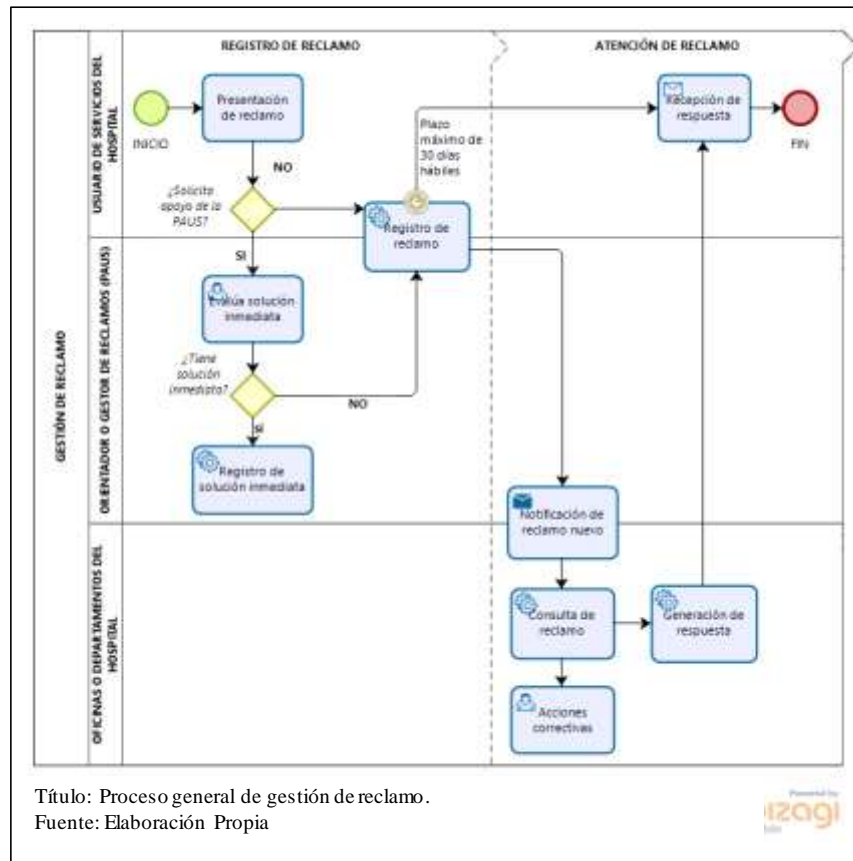 REGISTRO DE RECLAMO
ATENCIÓN DE RECLAMO
GESTIÓN DE RECLAMO
USUARIO DE SERVICIOS DEL
HOSPITAL
INICIO
Presentación
de reclamo
NO
¿Solicita
apoyo de la
PAUS?
Plazo
máximo de
30 días
hábiles
Registro de
reclamo
Recepción de
respuesta
FIN
ORIENTADOR O GESTOR DE RECLAMOS (PAUS)
SI
Evalúa solución
inmediata
¿Tiene
solución
inmediata?
NO
SI
Registro de
solución inmediata
Notificación de
reclamo nuevo
OFICINAS O DEPARTAMENTOS DEL
HOSPITAL
Consulta de
reclamo
Generación de
respuesta
Acciones
correctivas
Título: Proceso general de gestión de reclamo.
Fuente: Elaboración Propia
Powered by
bizagi